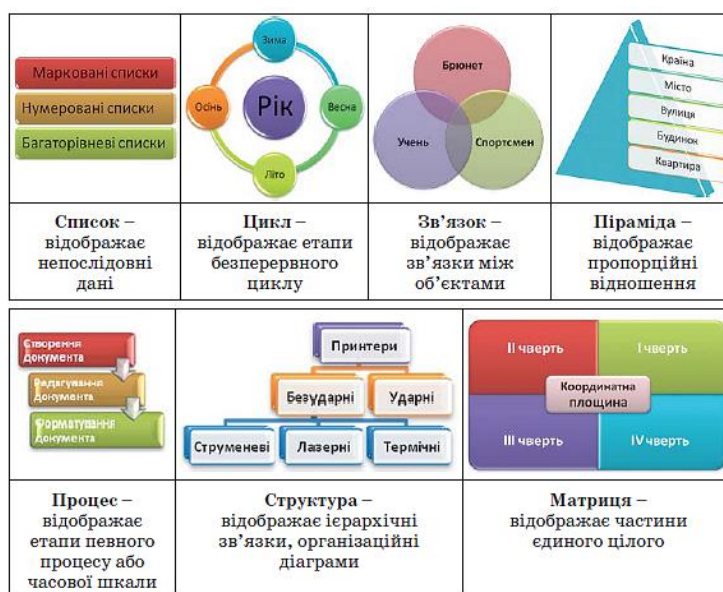 Марковані списки
Нумеровані списки
Багаторівневі списки
Зима
Осінь
Рік
Весна
Літо
Брюнет
Учень
Спортсмен
Країна
Місто
Вулиця
Будинок
Квартира
Список –
відображає
непослідовні
дані
Цикл –
відображає етапи
безперервного
циклу
Зв’язок –
відображає
зв’язки між
об’єктами
Піраміда –
відображає
пропорційні
відношення
Створення
документа
Редагування
документа
Форматування
документа
Принтери
Безударні
Ударні
Струменеві
Лазерні
Термічні
II чверть
I чверть
Координатна
площина
III чверть
IV чверть
Процес –
відображає
етапи певного
процесу або
часової шкали
Структура –
відображає ієрархічні
зв’язки, організаційні
діаграми
Матриця –
відображає частини
єдиного цілого